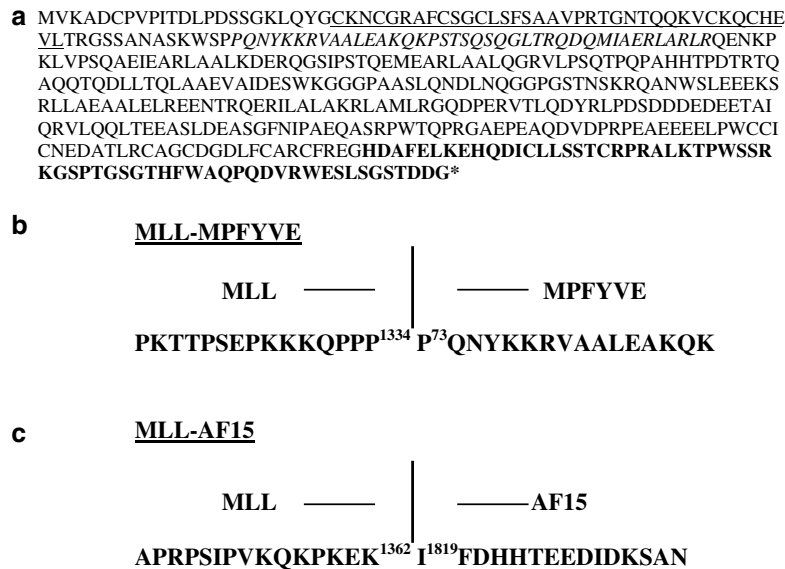 a MVKADCPVPITDLPDSSGKLQYGCKNCGRAFCSGCLSFSAAVPRTGNTQQKVCKQCHE
VLTRGSSANASKWSPPQNYKKRVAALEAKQKPSTSQSQGLTRQDQMIAERLARLRQENKP
KLVPSQAEIEARLAALKDERQGSIPSTQEMEARLAALQGRVLPSQTPQPAHHTPDTRTQ
AQQTQDLLTQLAAEVAIDESWKGGGPAASLQNDLNQGGPGSTNSKRQANWSLEEEKS
RLLAEAALELREENTRQERILALAKRLAMLRGQDPERVTLQDYRLPDSDDDEDEETAI
QRVLQQLTEEASLDEASGFNIPAEQASRPWTQPRGAEPEAQDVDPRPEAEEEELPWCCI
CNEDATLRCAGCDGDLFCARCFREGHDAFELKEHQDICLLSSTCRPRALKTPWSSR
KGSPTGSGTHFWAQPQDVRWESLSGSTDDG*
b MLL-MPFYVE
MLL MPFYVE
PKTTPSEPKKKQPPP1334 P73QNYKKRVAALEAKQK
c MLL-AF15
MLL AF15
APRPSIPVKQKPKEK1362 I1819FDHHTEEDIDKSAN